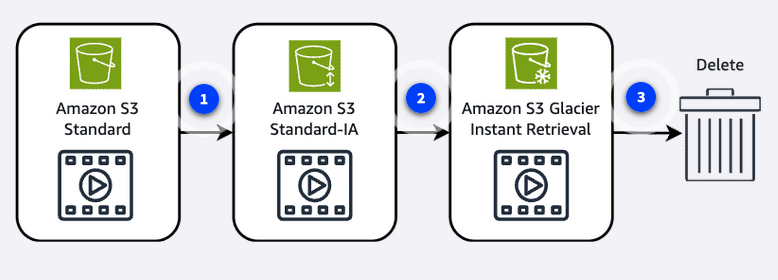 Amazon S3
Standard
1
Amazon S3
Standard-IA
2
Amazon S3 Glacier
Instant Retrieval
3
Delete